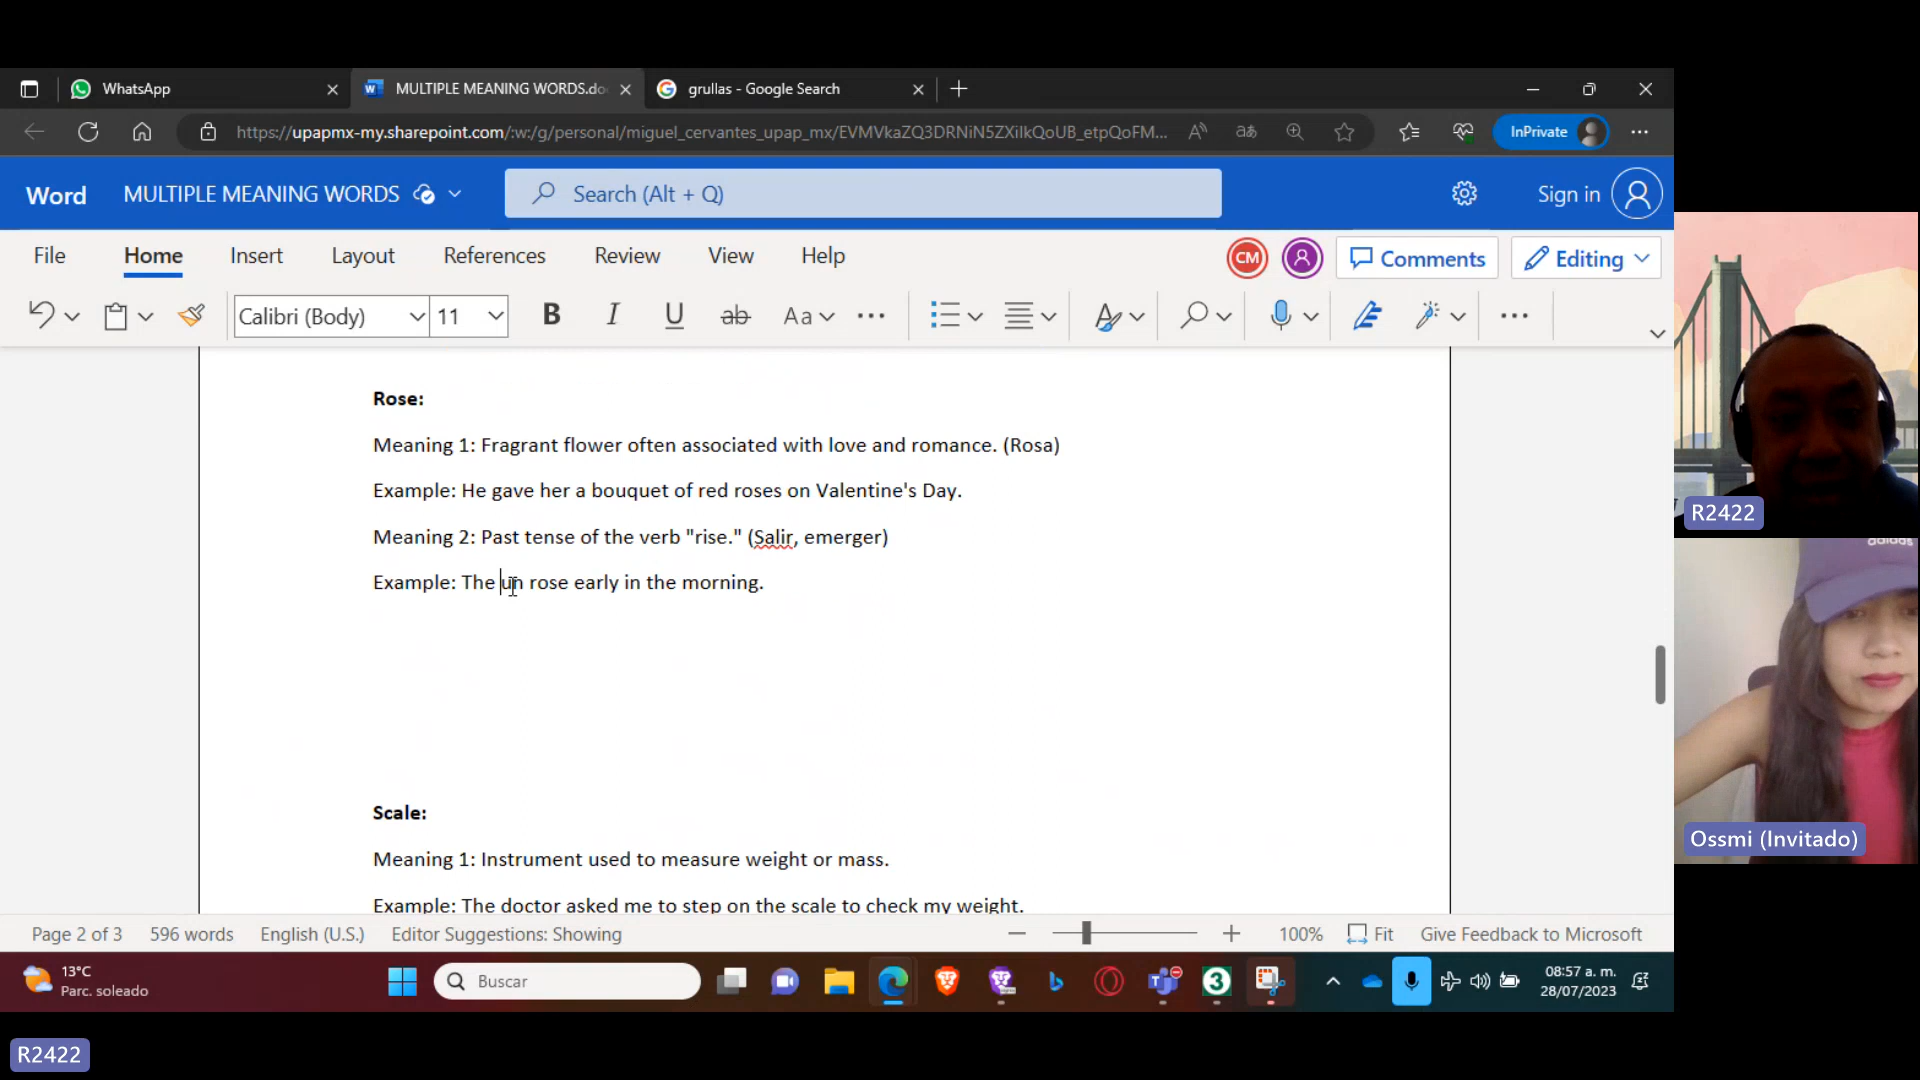 WhatsApp
MULTIPLE MEANING WORDS.do
grullas - Google Search
https://upapmx-my.sharepoint.com/:w:/g/personal/miguel_cervantes_upap_mx/EVMVkaZQ3DRNiN5ZXiIkQoUB_etpQoFM...
InPrivate
Word
MULTIPLE MEANING WORDS
Search (Alt + Q)
Sign in
File Home Insert Layout References Review View Help
CM
Comments
Editing
Calibri (Body)
11
B I U ab Aa
Rose:
Meaning 1: Fragrant flower often associated with love and romance. (Rosa)
Example: He gave her a bouquet of red roses on Valentine's Day.
Meaning 2: Past tense of the verb "rise." (Salir, emerger)
Example: The un rose early in the morning.
Scale:
Meaning 1: Instrument used to measure weight or mass.
Example: The doctor asked me to step on the scale to check my weight.
Page 2 of 3
596 words
English (U.S.)
Editor Suggestions: Showing
100%
Fit
Give Feedback to Microsoft
13°C
Parc. soleado
Buscar
3
08:57 a. m.
28/07/2023
adidas
R2422
Ossmi (Invitado)
R2422